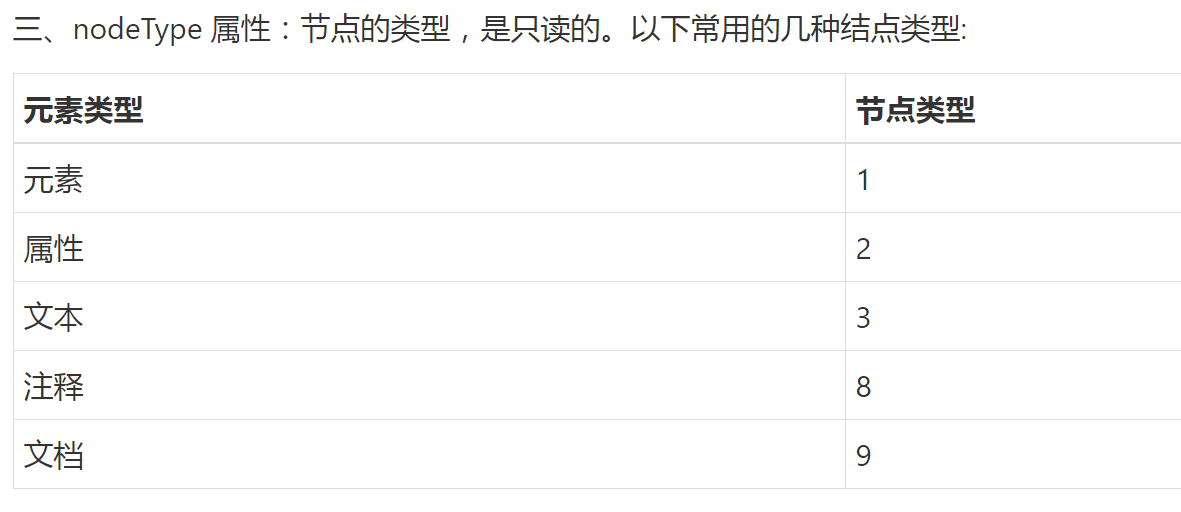 三、nodeType 属性：节点的类型，是只读的。以下常用的几种结点类型:
元素类型 节点类型
元素 1
属性 2
文本 3
注释 8
文档 9